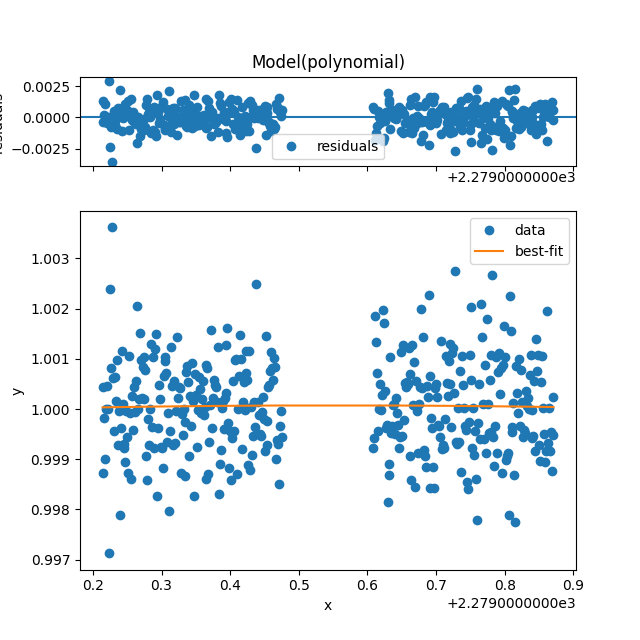 Model(polynomial)
0.0025
0.0000
−0.0025
residuals
residuals
+2.2790000000e3
1.003
1.002
1.001
1.000
0.999
0.998
0.997
y
data
best-fit
0.2 0.3 0.4 0.5 0.6 0.7 0.8 0.9
x
+2.2790000000e3